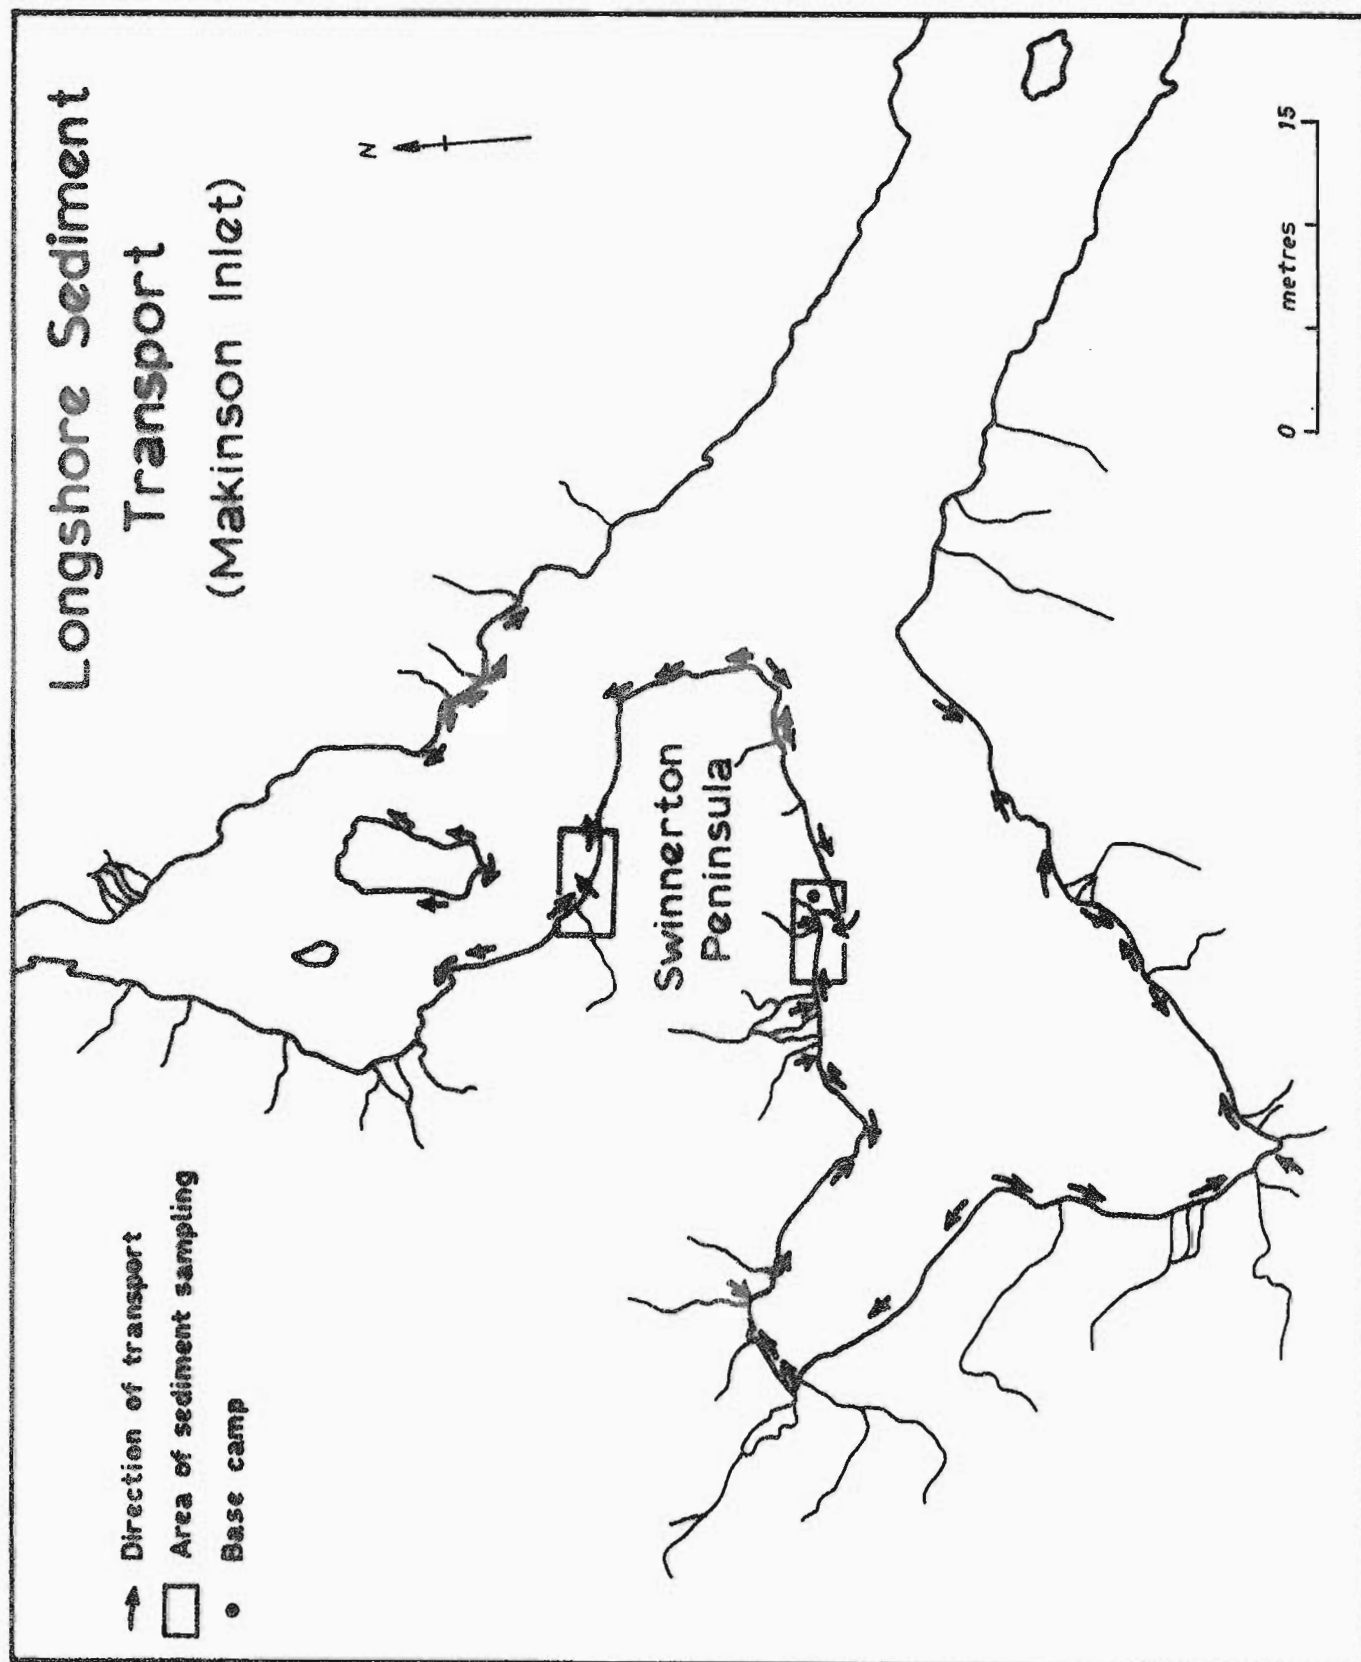 Longshore Sediment
Transport
(Makinson Inlet)
N
Direction of transport
Area of sediment sampling
Base camp
Swinnerton
Peninsula
0 metres 15